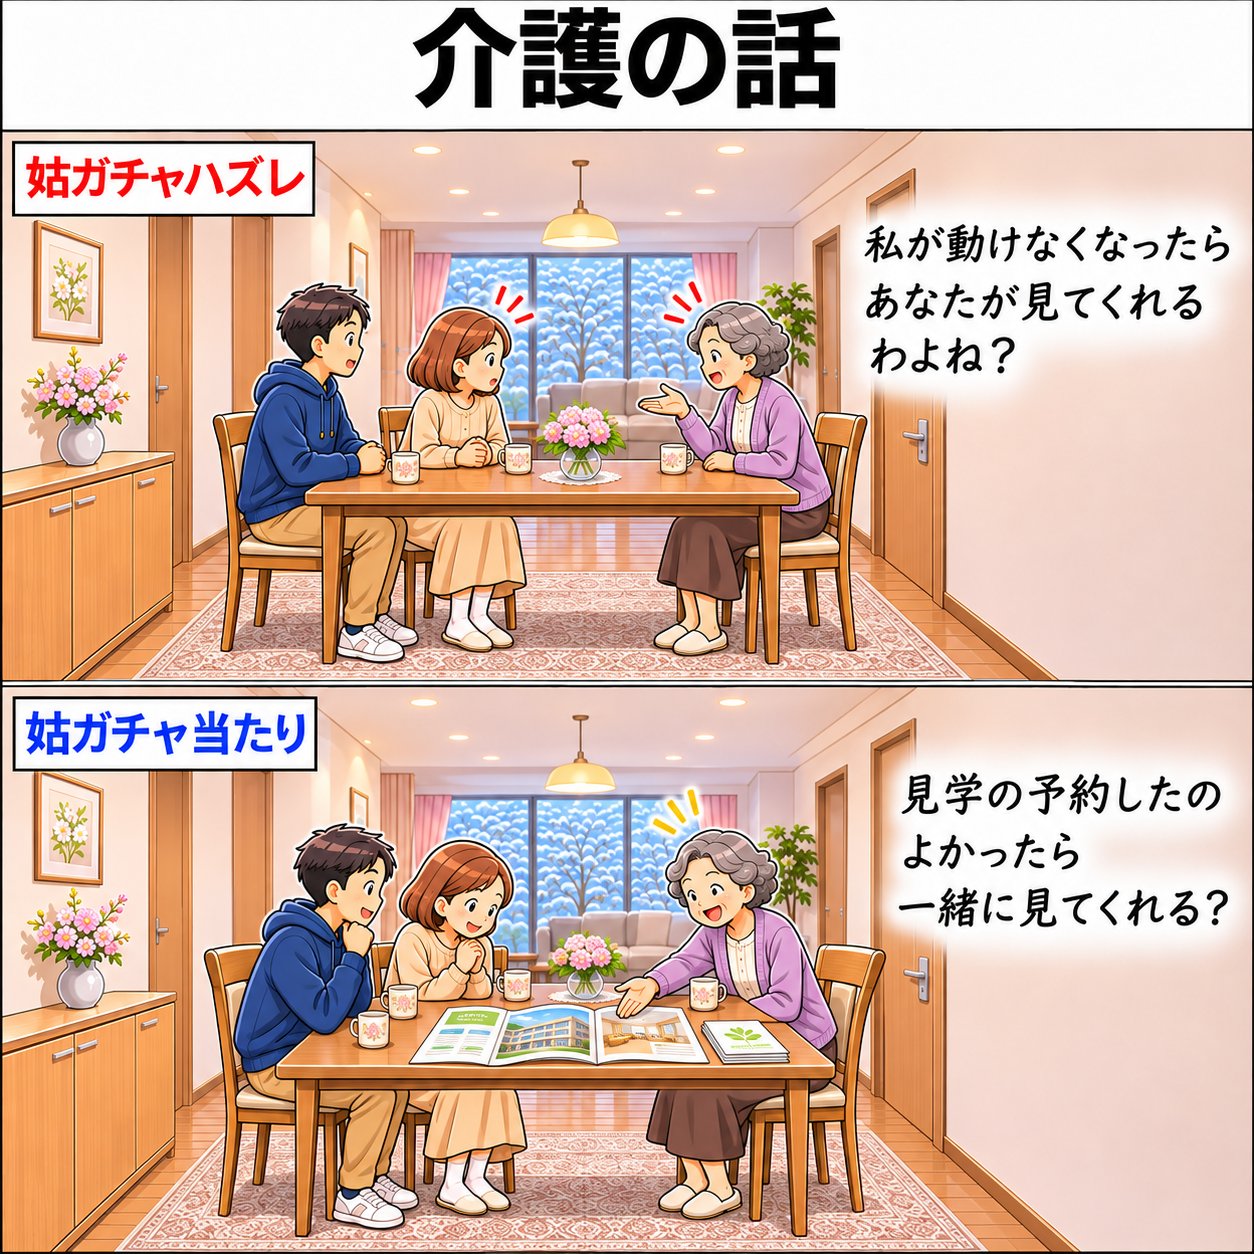 介護の話
姑ガチャハズレ
私が動けなくなったら
あなたが見てくれる
わよね？
姑ガチャ当たり
見学の予約したの
よかったら
一緒に見てくれる？